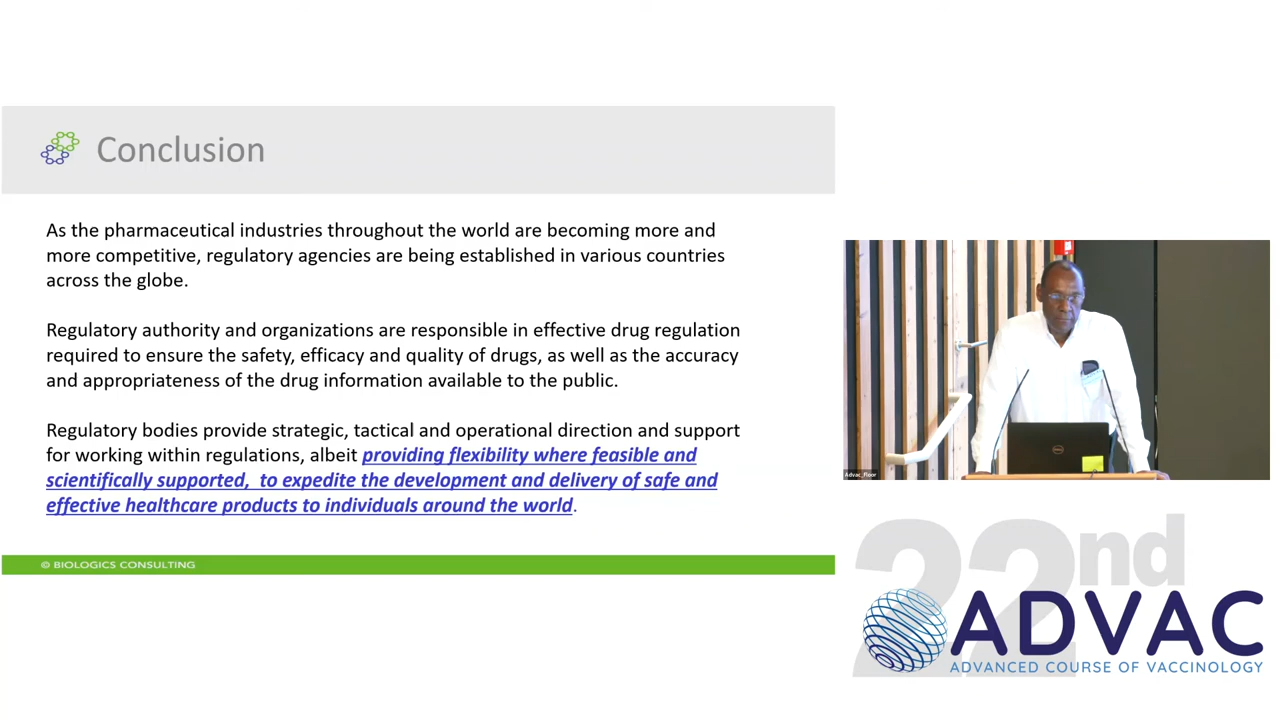 Conclusion
As the pharmaceutical industries throughout the world are becoming more and
more competitive, regulatory agencies are being established in various countries
across the globe.
Regulatory authority and organizations are responsible in effective drug regulation
required to ensure the safety, efficacy and quality of drugs, as well as the accuracy
and appropriateness of the drug information available to the public.
Regulatory bodies provide strategic, tactical and operational direction and support
for working within regulations, albeit providing flexibility where feasible and
scientifically supported, to expedite the development and delivery of safe and
effective healthcare products to individuals around the world.
© BIOLOGICS CONSULTING
Advac_Floor
22nd
ADVAC
ADVANCED COURSE OF VACCINOLOGY